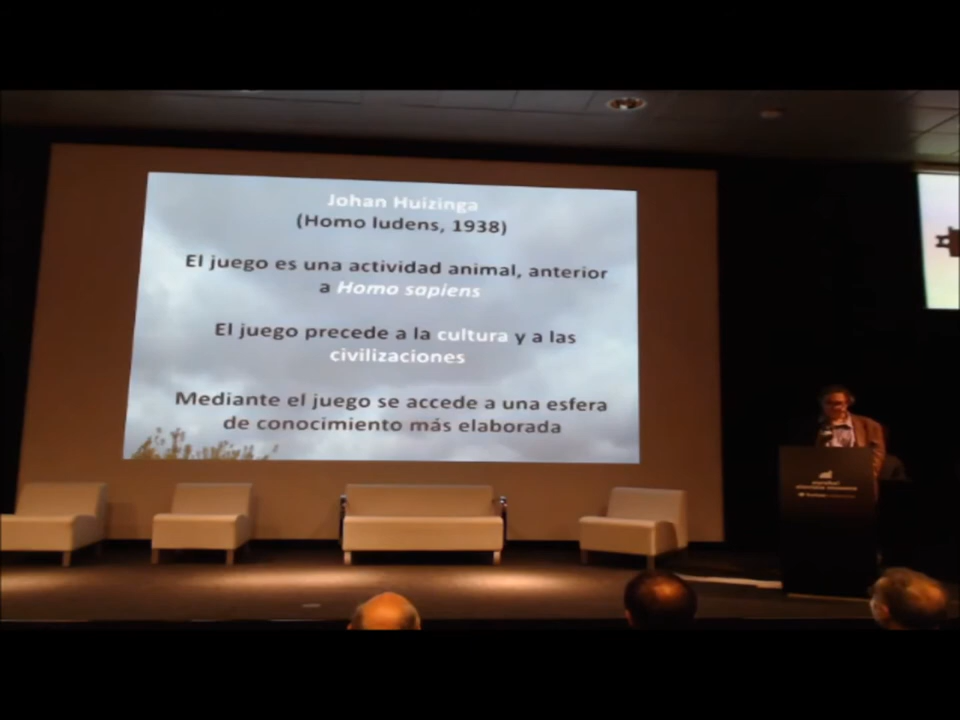 Johan Huizinga
(Homo ludens, 1938)
El juego es una actividad animal, anterior
a Homo sapiens
El juego precede a la cultura y a las
civilizaciones
Mediante el juego se accede a una esfera
de conocimiento más elaborada